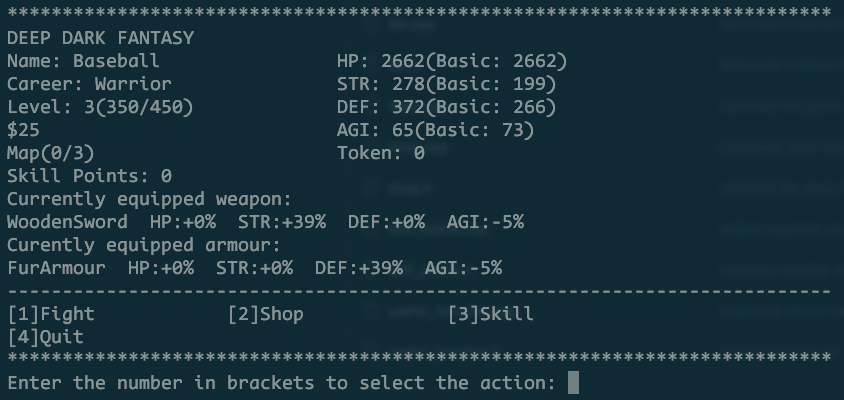 ***************************************************************************
DEEP DARK FANTASY
Name: Baseball                HP: 2662(Basic: 2662)
Career: Warrior               STR: 278(Basic: 199)
Level: 3(350/450)             DEF: 372(Basic: 266)
$25                           AGI: 65(Basic: 73)
Map(0/3)                      Token: 0
Skill Points: 0
Currently equipped weapon:
WoodenSword  HP:+0%  STR:+39%  DEF:+0%  AGI:-5%
Curently equipped armour:
FurArmour  HP:+0%  STR:+0%  DEF:+39%  AGI:-5%
---------------------------------------------------------------------------
[1]Fight            [2]Shop             [3]Skill
[4]Quit
***************************************************************************
Enter the number in brackets to select the action: